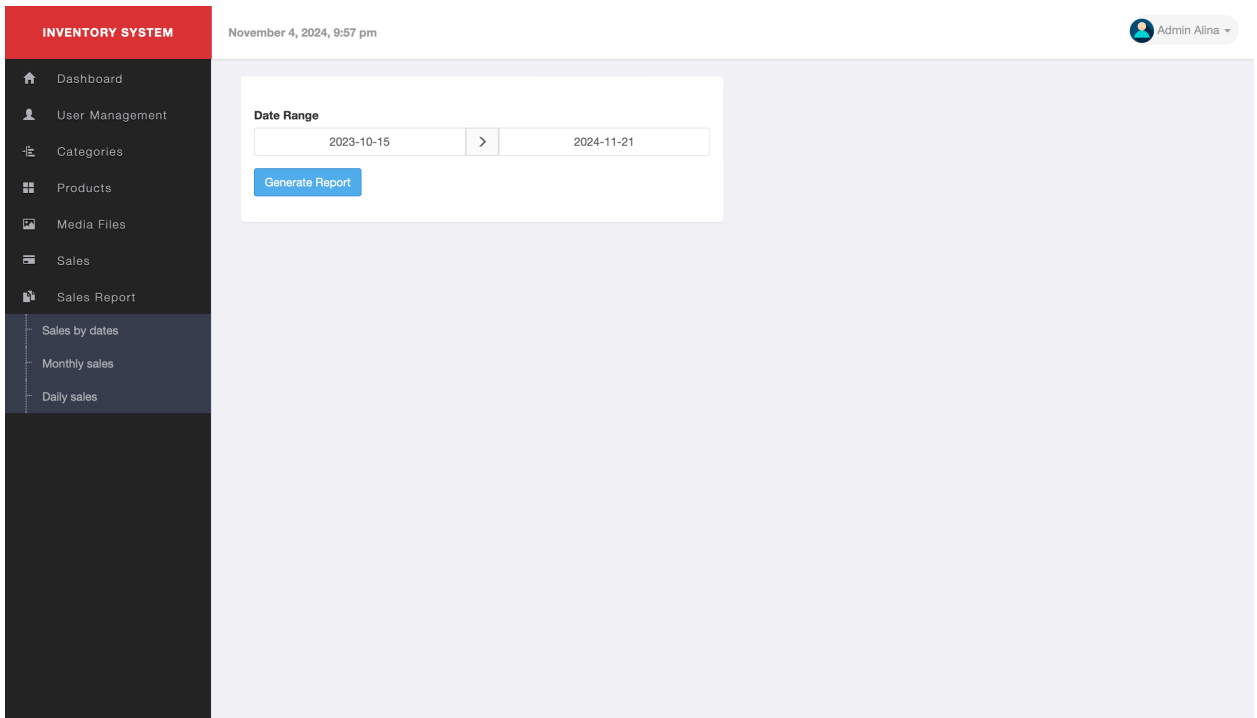 INVENTORY SYSTEM
November 4, 2024, 9:57 pm
Admin Alina
Dashboard
User Management
Categories
Products
Media Files
Sales
Sales Report
Sales by dates
Monthly sales
Daily sales
Date Range
2023-10-15 > 2024-11-21
Generate Report